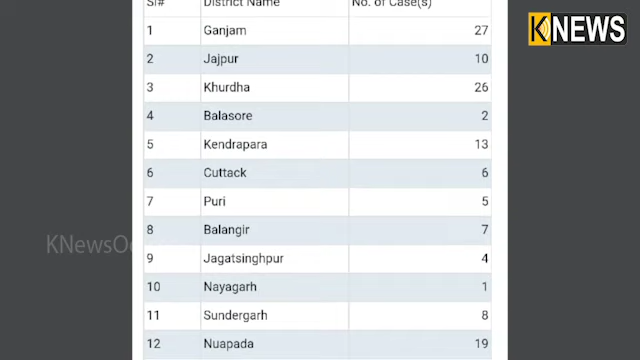 Sl# District Name No. of Case(s)
1 Ganjam 27
2 Jajpur 10
3 Khurdha 26
4 Balasore 2
5 Kendrapara 13
6 Cuttack 6
7 Puri 5
8 Balangir 7
9 Jagatsinghpur 4
10 Nayagarh 1
11 Sundergarh 8
12 Nuapada 19
KNEWS